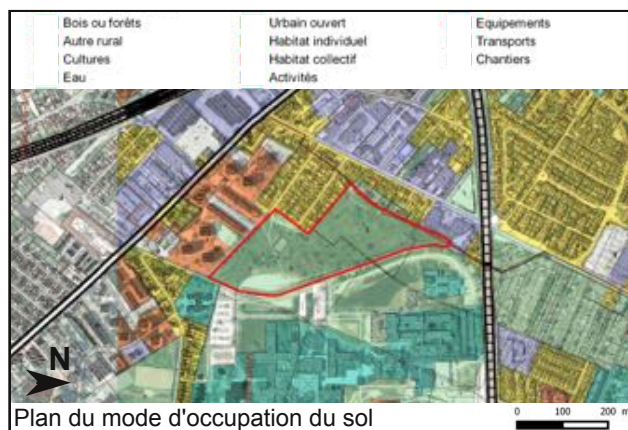 Bois ou forêts
Autre rural
Cultures
Eau
Urbain ouvert
Habitat individuel
Habitat collectif
Activités
Equipements
Transports
Chantiers
N
Plan du mode d'occupation du sol
0 100 200 m